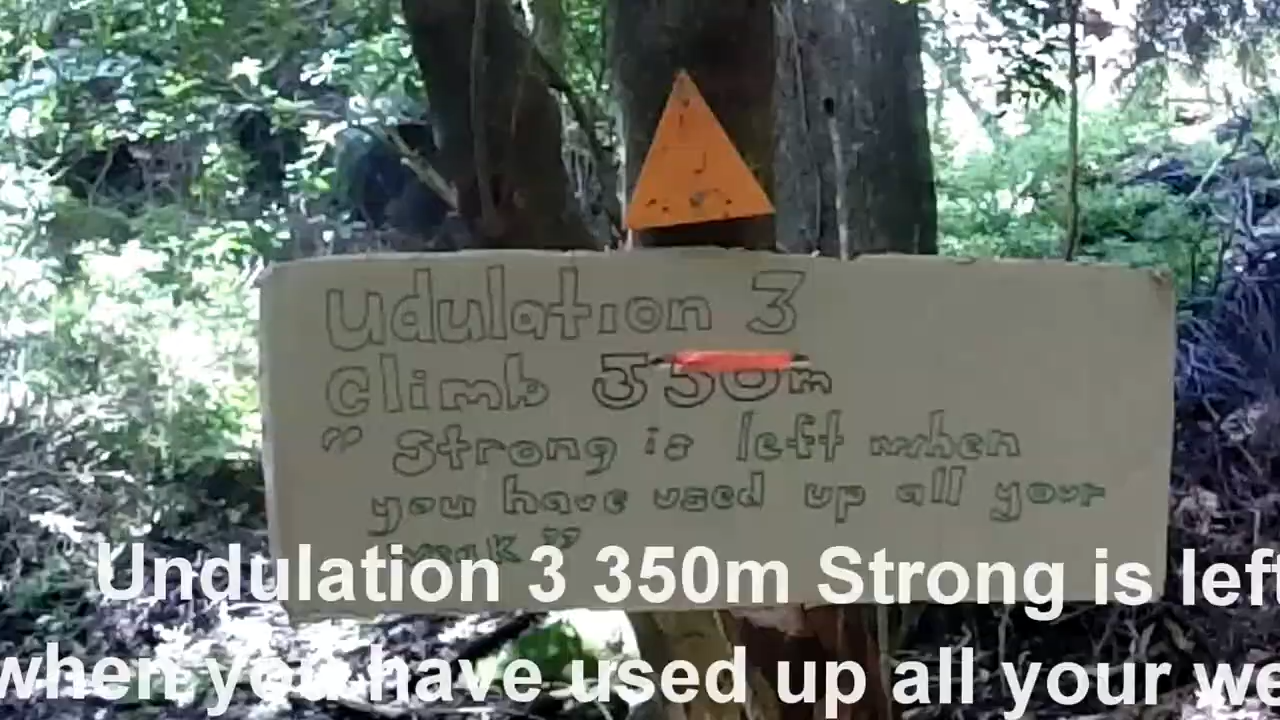 Udulation 3
Climb 350m
" Strong is left when
you have used up all your
weak"
Undulation 3 350m Strong is left
when you have used up all your we